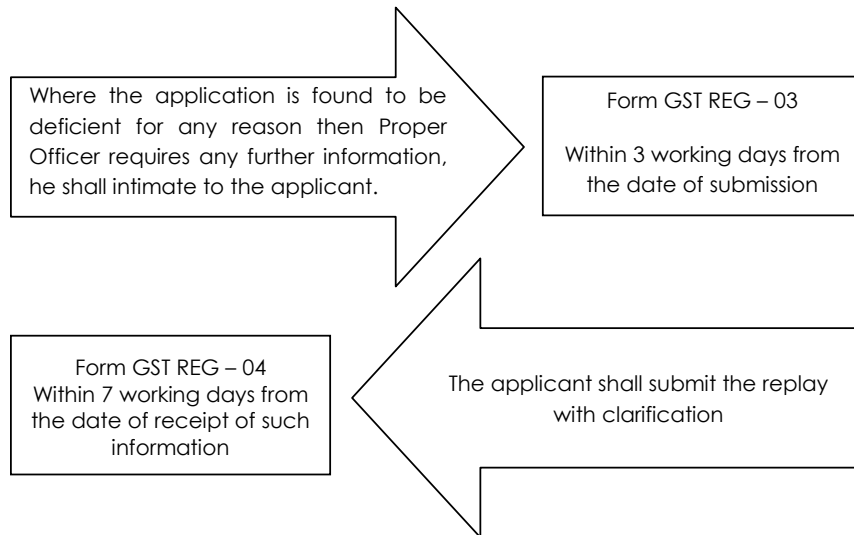 Where the application is found to be
deficient for any reason then Proper
Officer requires any further information,
he shall intimate to the applicant.
Form GST REG – 03
Within 3 working days from
the date of submission
The applicant shall submit the replay
with clarification
Form GST REG – 04
Within 7 working days from
the date of receipt of such
information